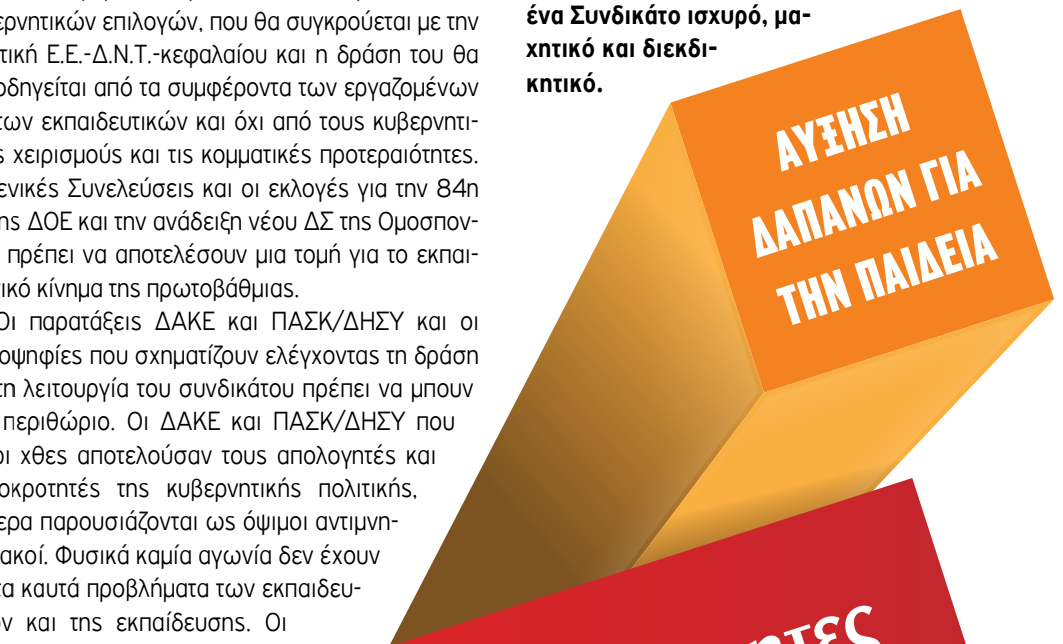 ερνητικών επιλογών, που θα συγκρούεται με την
τική Ε.Ε.-Δ.Ν.Τ.-κεφαλαίου και η δράση του θα
οδηγείται από τα συμφέροντα των εργαζομένων
των εκπαιδευτικών και όχι από τους κυβερνητι-
ς χειρισμούς και τις κομματικές προτεραιότητες.
ενικές Συνελεύσεις και οι εκλογές για την 84η
ης ΔΟΕ και την ανάδειξη νέου ΔΣ της Ομοσπον-
πρέπει να αποτελέσουν μια τομή για το εκπαι-
τικό κίνημα της πρωτοβάθμιας.
Οι παρατάξεις ΔΑΚΕ και ΠΑΣΚ/ΔΗΣΥ και οι
οψηφίες που σχηματίζουν ελέγχοντας τη δράση
τη λειτουργία του συνδικάτου πρέπει να μπουν
περιθώριο. Οι ΔΑΚΕ και ΠΑΣΚ/ΔΗΣΥ που
ρι χθες αποτελούσαν τους απολογητές και
οκροτητές της κυβερνητικής πολιτικής,
ερα παρουσιάζονται ως όψιμοι αντιμνη-
ακοί. Φυσικά καμία αγωνία δεν έχουν
τα καυτά προβλήματα των εκπαιδευ-
ν και της εκπαίδευσης. Οι
ένα Συνδικάτο ισχυρό, μα-
χητικό και διεκδι-
κητικό.
ΑΥΞΗΣΗ
ΔΑΠΑΝΩΝ ΓΙΑ
ΤΗΝ ΠΑΙΔΕΙΑ
ητες